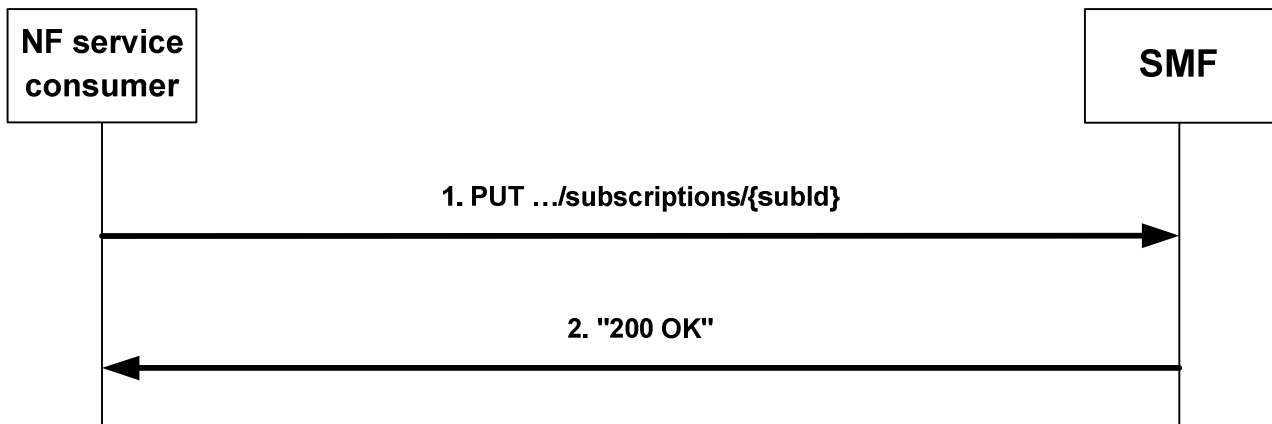 NF service
consumer
SMF
1. PUT …/subscriptions/{subId}
2. "200 OK"